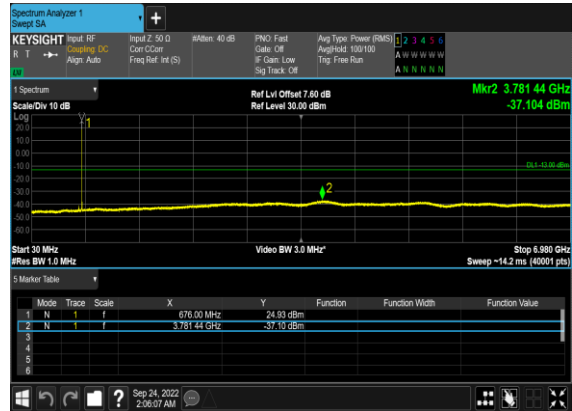 Spectrum Analyzer 1
Swept SA
+
KEYSIGHT Input: RF Input Z: 50 Ω #Atten: 40 dB PNO: Fast Avg Type: Power (RMS) 1 2 3 4 5 6
R T Coupling: DC Corr CCorr Gate: Off Avg|Hold: 100/100 A W W W W W
Align: Auto Freq Ref: Int (S) IF Gain: Low Trig: Free Run
Sig Track: Off A N N N N N
1 Spectrum Ref Lvl Offset 7.60 dB Mkr2 3.781 44 GHz
Scale/Div 10 dB Ref Level 30.00 dBm -37.104 dBm
Log
20.0
10.0
0.00
-10.0
-20.0
-30.0
-40.0
-50.0
-60.0
1
DL1 -13.00 dBm
2
Start 30 MHz Video BW 3.0 MHz* Stop 6.980 GHz
#Res BW 1.0 MHz Sweep ~14.2 ms (40001 pts)
5 Marker Table
Mode Trace Scale X Y Function Function Width Function Value
1 N 1 f 676.00 MHz 24.93 dBm
2 N 1 f 3.781 44 GHz -37.10 dBm
3
4
5
6
? Sep 24, 2022
2:06:07 AM